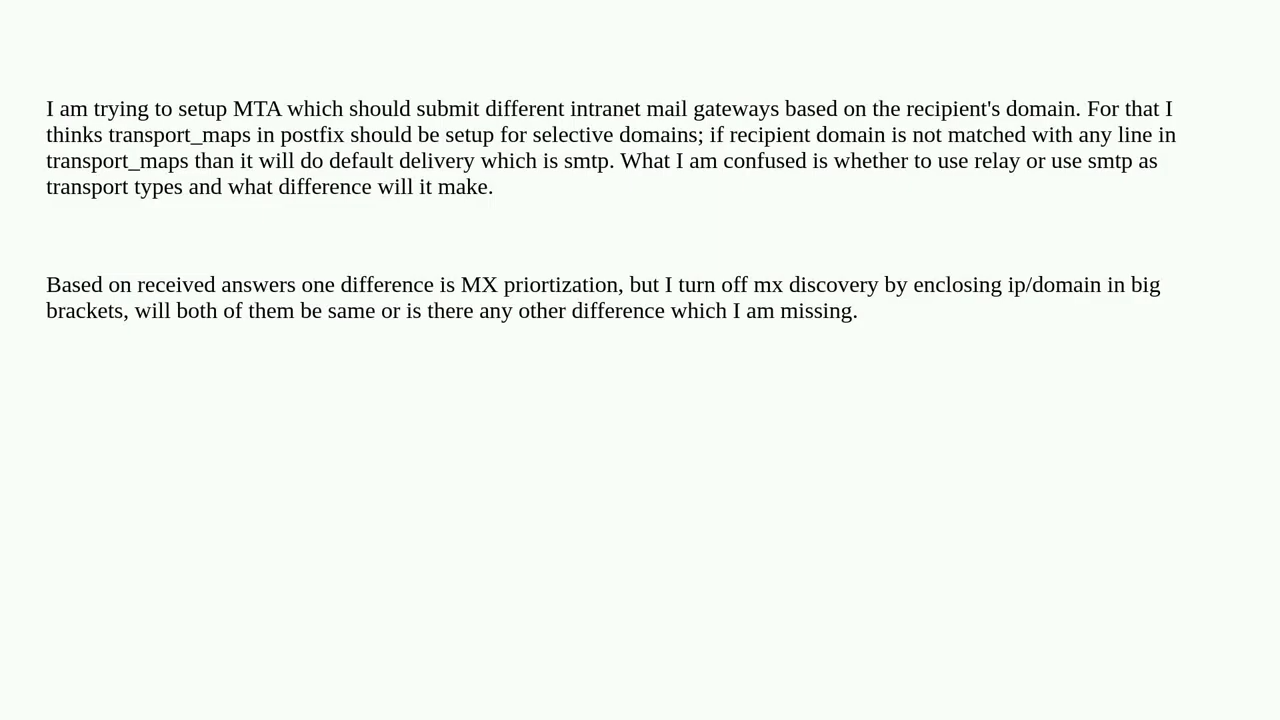 I am trying to setup MTA which should submit different intranet mail gateways based on the recipient's domain. For that I
thinks transport_maps in postfix should be setup for selective domains; if recipient domain is not matched with any line in
transport_maps than it will do default delivery which is smtp. What I am confused is whether to use relay or use smtp as
transport types and what difference will it make.
Based on received answers one difference is MX priortization, but I turn off mx discovery by enclosing ip/domain in big
brackets, will both of them be same or is there any other difference which I am missing.